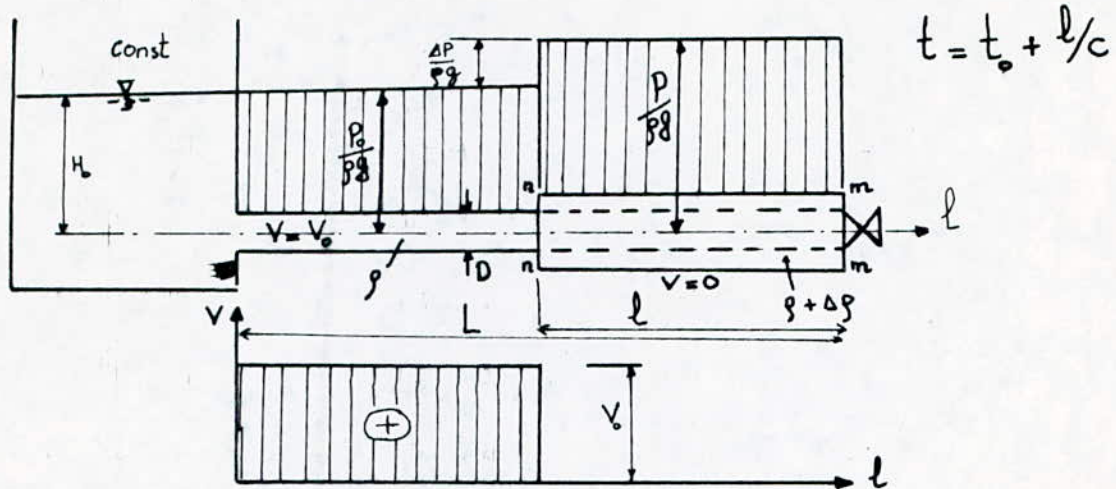 const
ΔP/ρg
t = t₀ + l/c
H₀
P₀/ρg
P/ρg
n
m
V = V₀
l
ρ
D
n
V = 0
m
ρ + Δρ
V
L
l
+
V₀
l